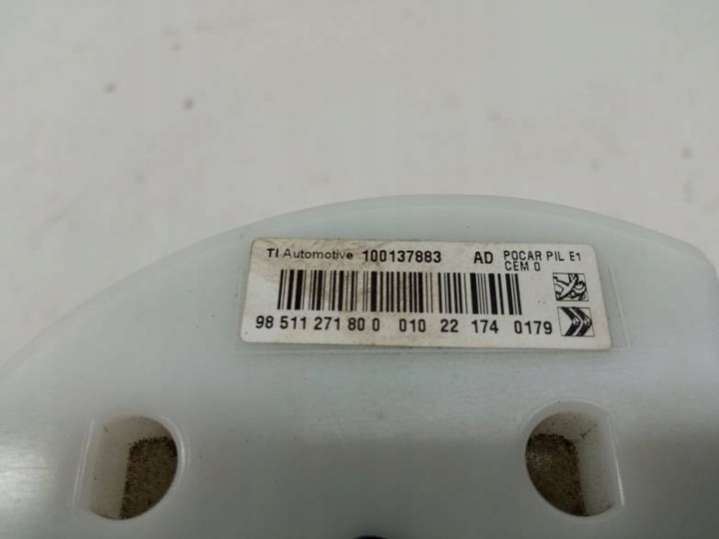 TI Automotive 100137883 AD POCAR PIL E1
CEM 0
98 511 271 80 0 010 22 174 0179